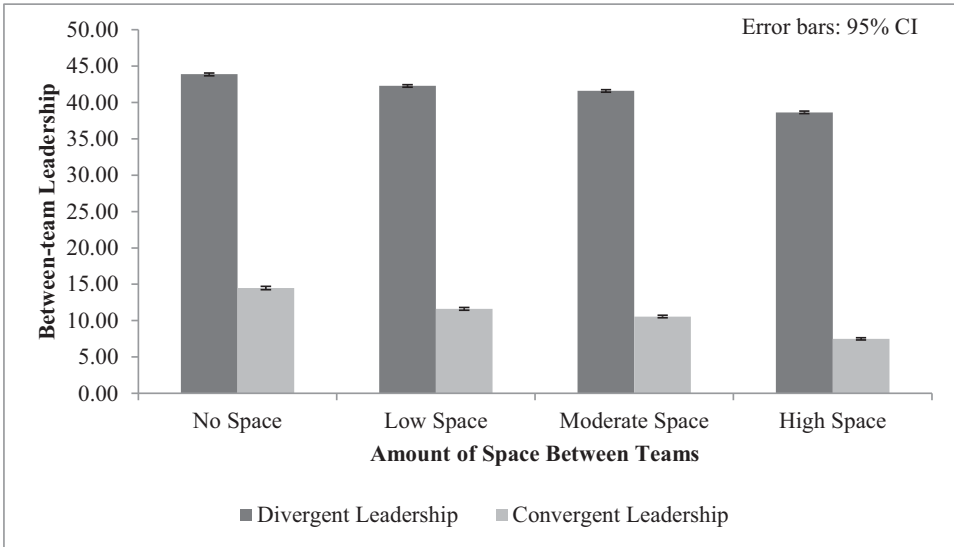 Error bars: 95% CI
Between-team Leadership
50.00
45.00
40.00
35.00
30.00
25.00
20.00
15.00
10.00
5.00
0.00
No Space Low Space Moderate Space High Space
Amount of Space Between Teams
Divergent Leadership Convergent Leadership